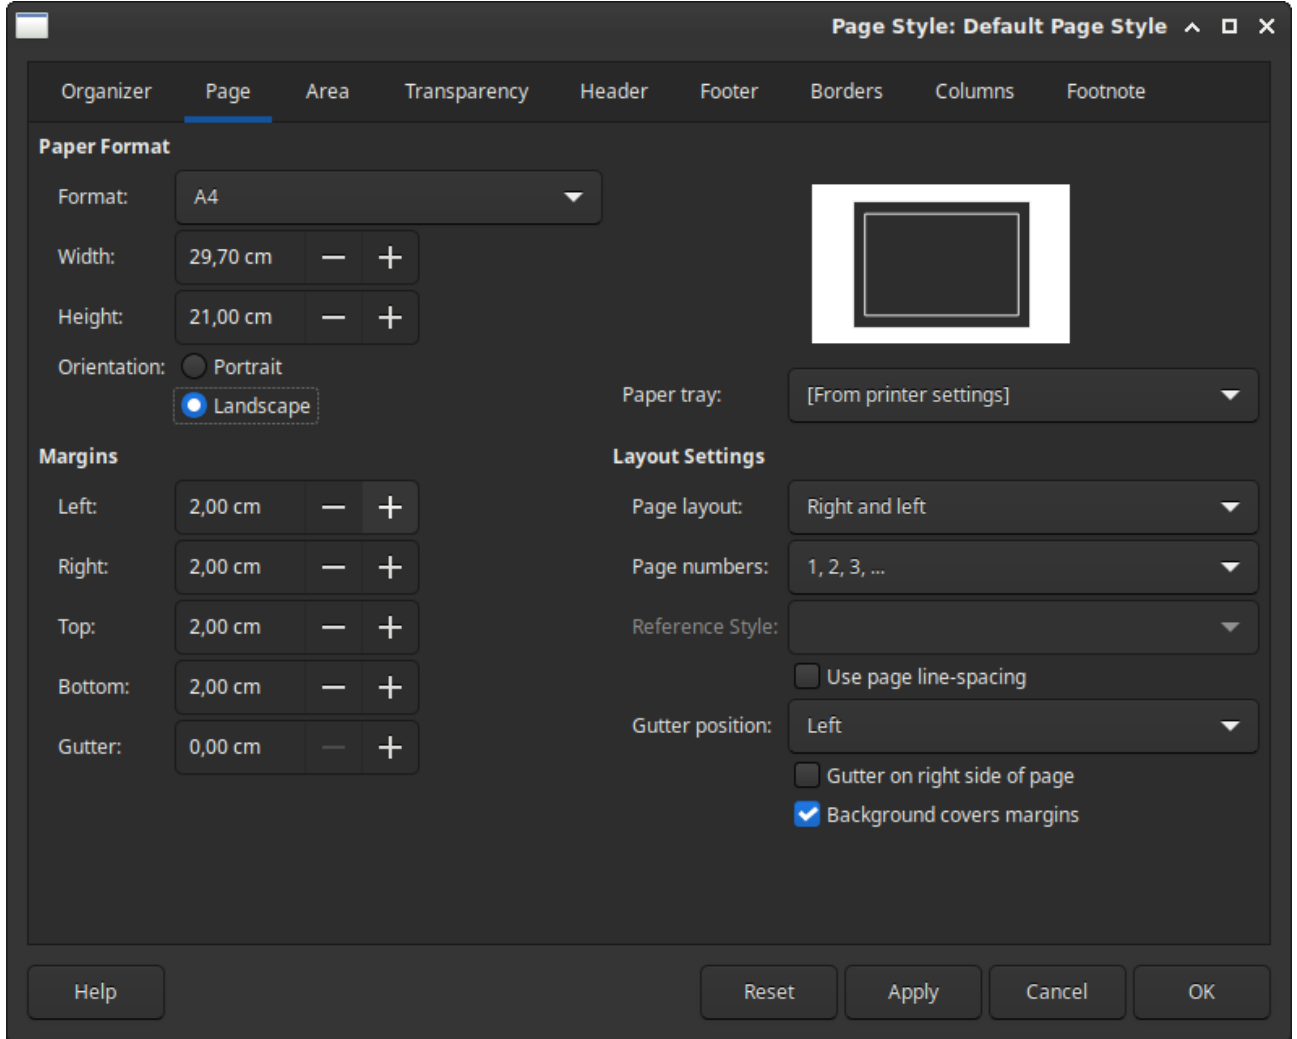 Page Style: Default Page Style
Organizer Page Area Transparency Header Footer Borders Columns Footnote
Paper Format
Format: A4
Width: 29,70 cm
Height: 21,00 cm
Orientation: Portrait
Landscape
Paper tray: [From printer settings]
Margins
Left: 2,00 cm
Right: 2,00 cm
Top: 2,00 cm
Bottom: 2,00 cm
Gutter: 0,00 cm
Layout Settings
Page layout: Right and left
Page numbers: 1, 2, 3, ...
Reference Style:
Use page line-spacing
Gutter position: Left
Gutter on right side of page
Background covers margins
Help Reset Apply Cancel OK